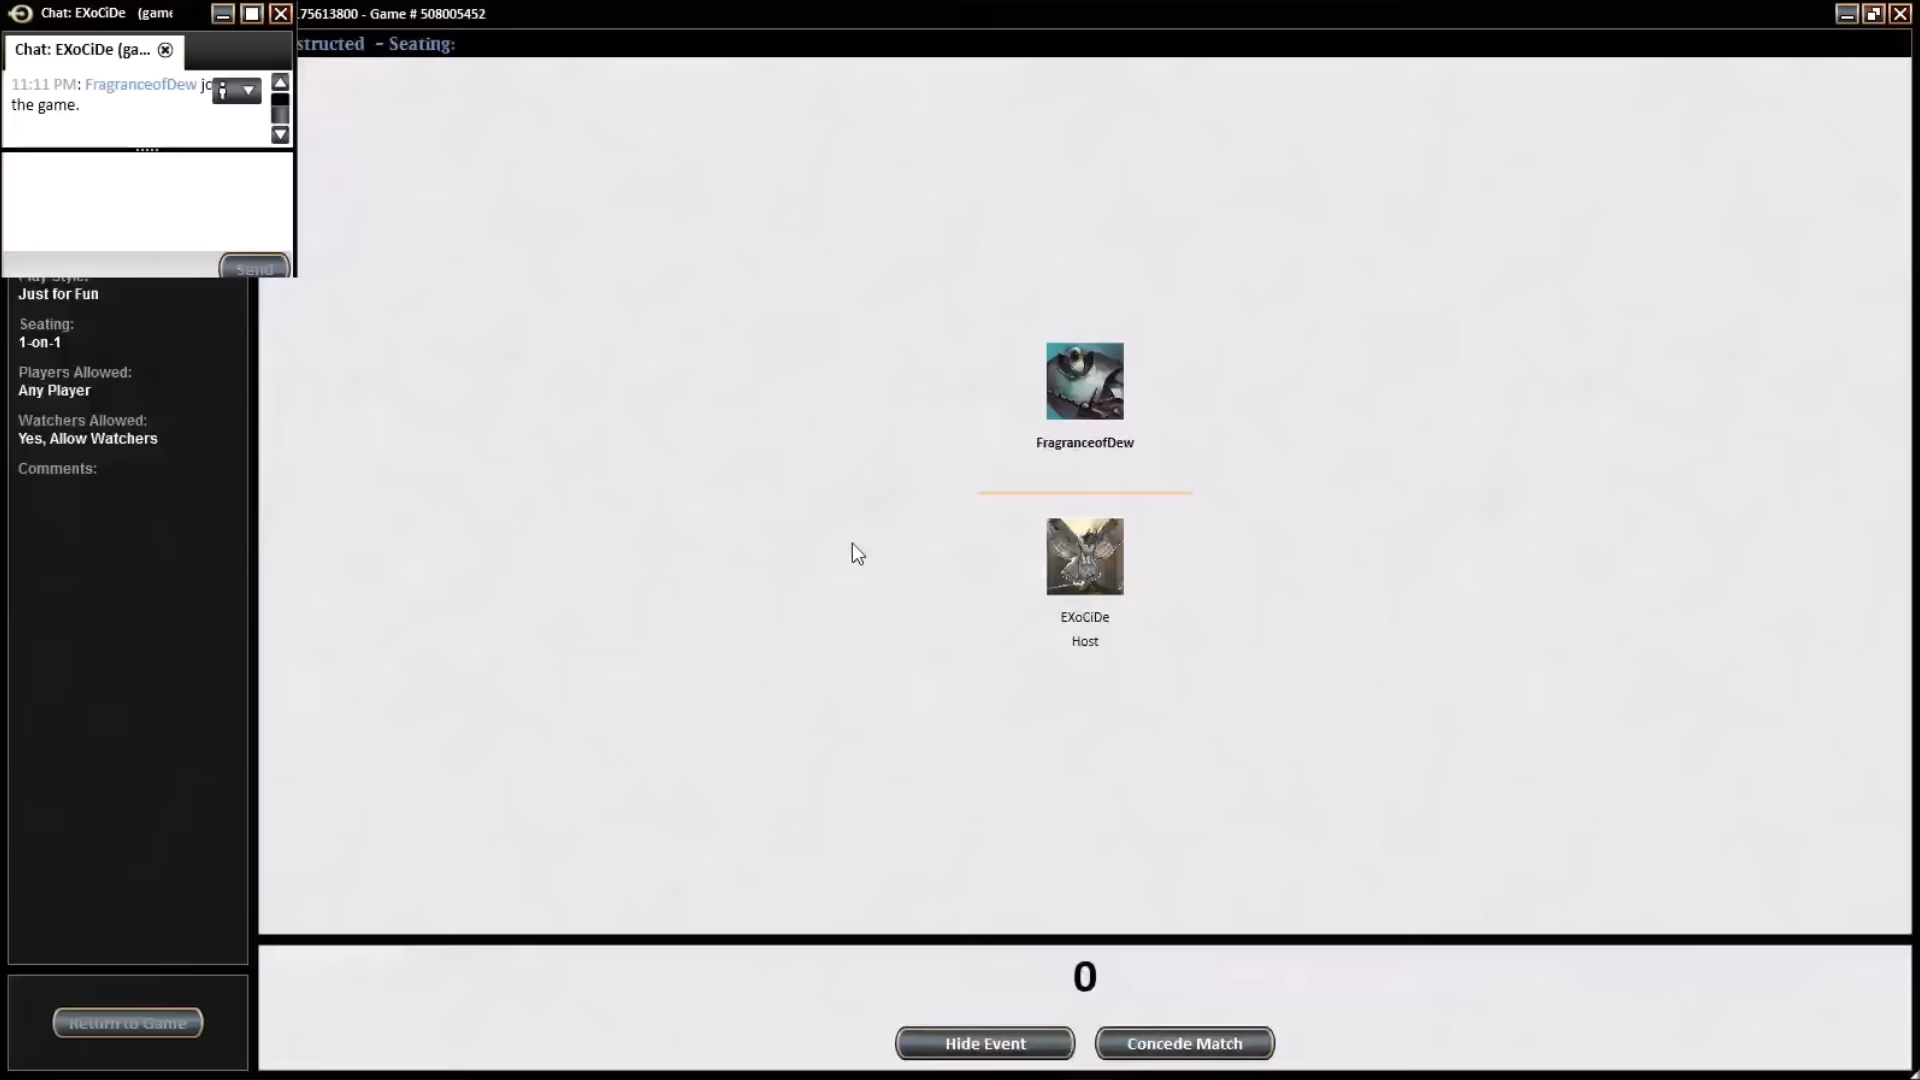 Chat: EXoCiDe (game
.75613800 - Game # 508005452
Chat: EXoCiDe (ga...
structed ~ Seating:
11:11 PM: FragranceofDew jo
the game.
Send
Play Style:
Just for Fun
Seating:
1-on-1
Players Allowed:
Any Player
Watchers Allowed:
Yes, Allow Watchers
Comments:
FragranceofDew
EXoCiDe
Host
0
Return to Game
Hide Event
Concede Match